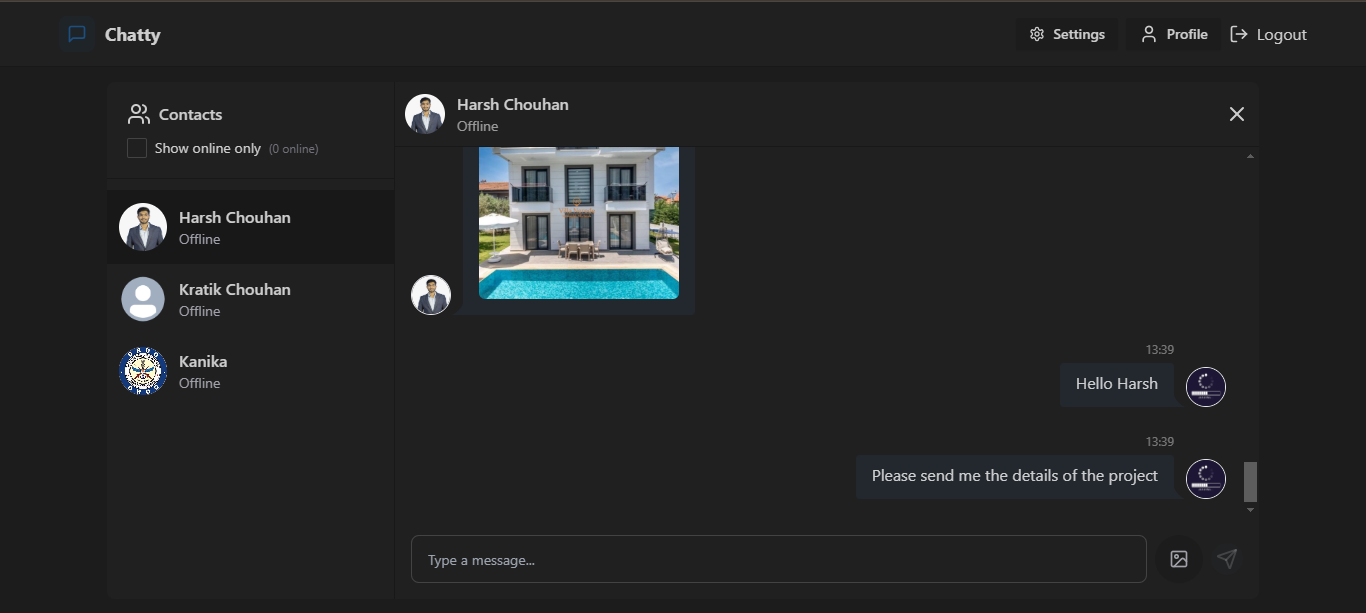 Chatty
Settings
Profile
Logout
Contacts
Show online only (0 online)
Harsh Chouhan
Offline
Kratik Chouhan
Offline
Kanika
Offline
Harsh Chouhan
Offline
13:39
Hello Harsh
13:39
Please send me the details of the project
Type a message...